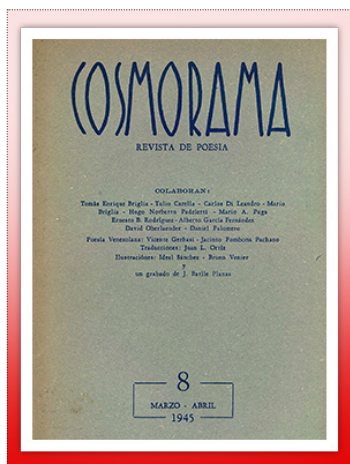 COSMORAMA
REVISTA DE POESIA
COLABORAN:
Tomás Enrique Briglia - Tulio Carella - Carlos Di Leandro - Mario
Briglia - Hugo Norberto Padeletti - Mario A. Puga
Ernesto B. Rodríguez - Alberto García Fernández
David Oberlaender - Daniel Palomero
Poesía Venezolana: Vicente Gerbasi - Jacinto Fombona Pachano
Traducciones: Juan L. Ortiz
Ilustraciones: Ideal Sánchez - Bruno Venier
y
un grabado de J. Batlle Planas
8
MARZO - ABRIL
1945